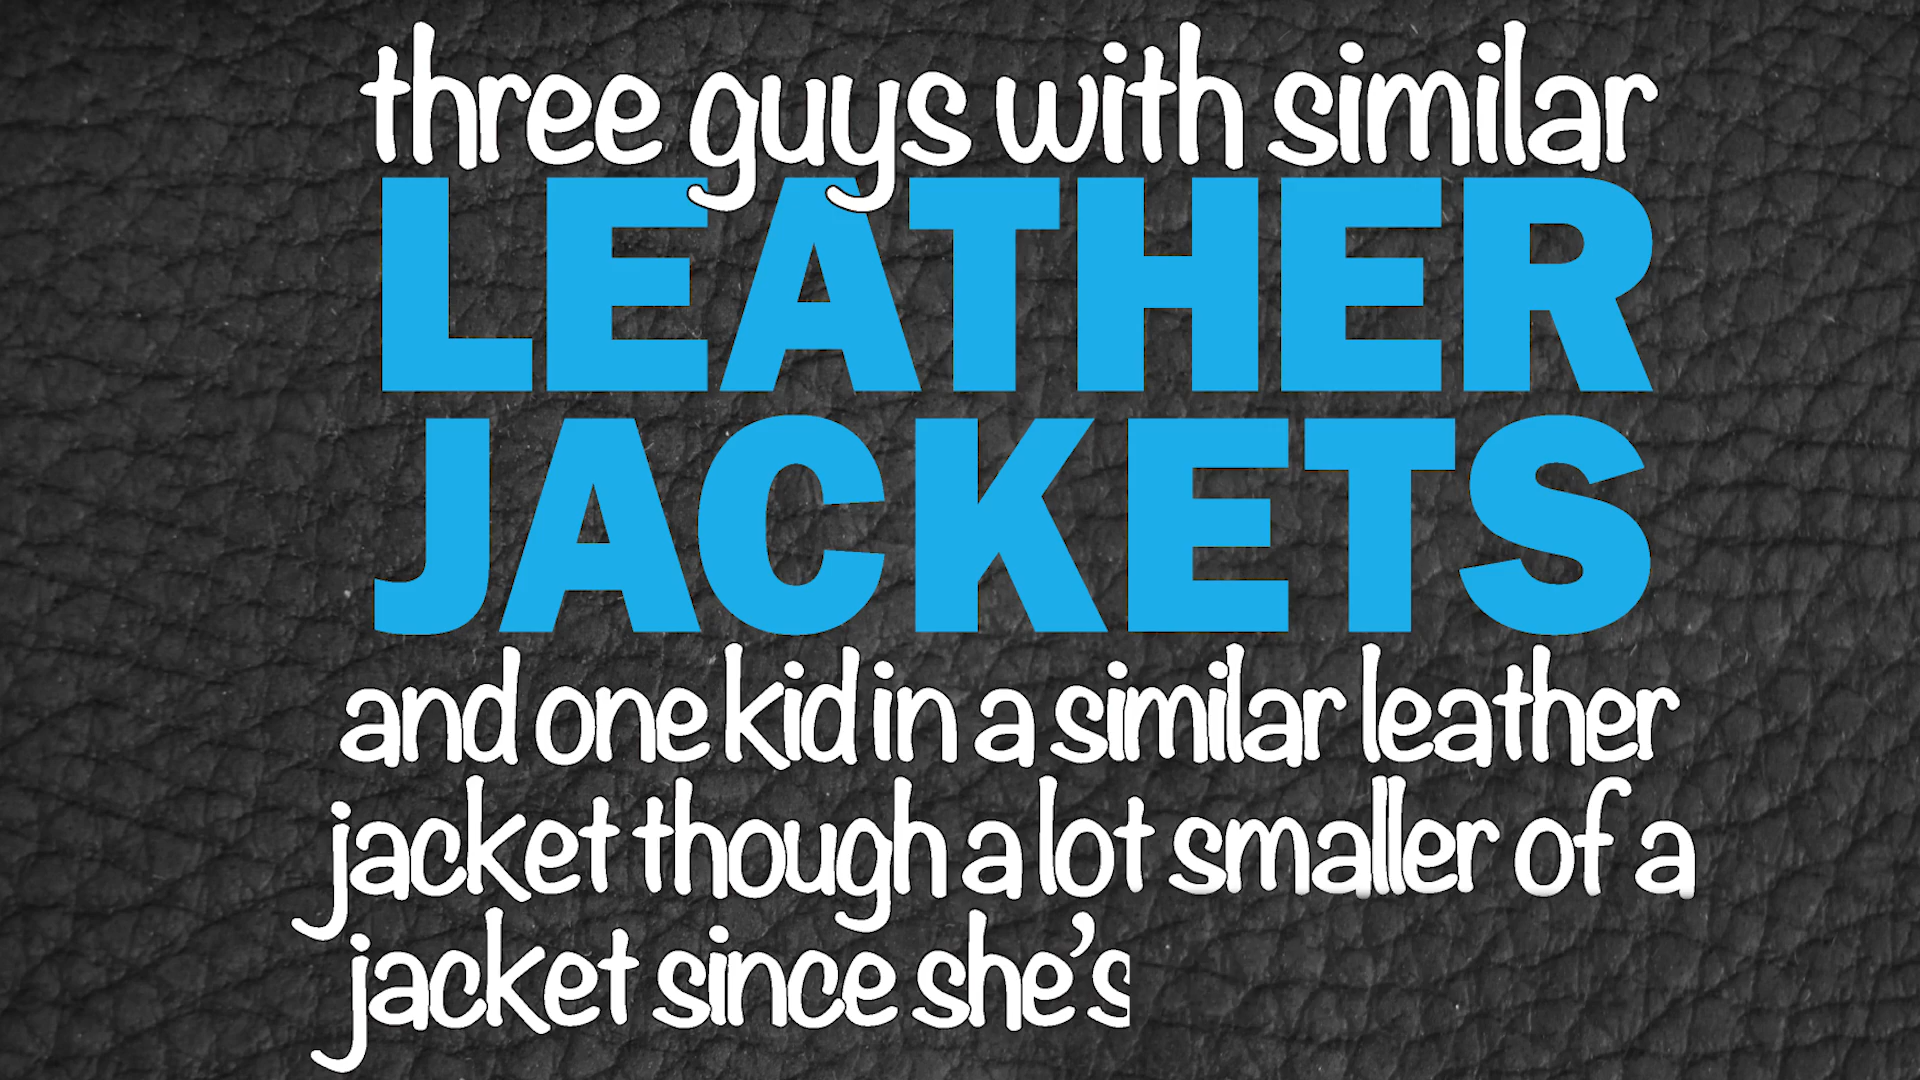 three guys with similar
LEATHER
JACKETS
and one kid in a similar leather
jacket though a lot smaller of a
jacket since she's